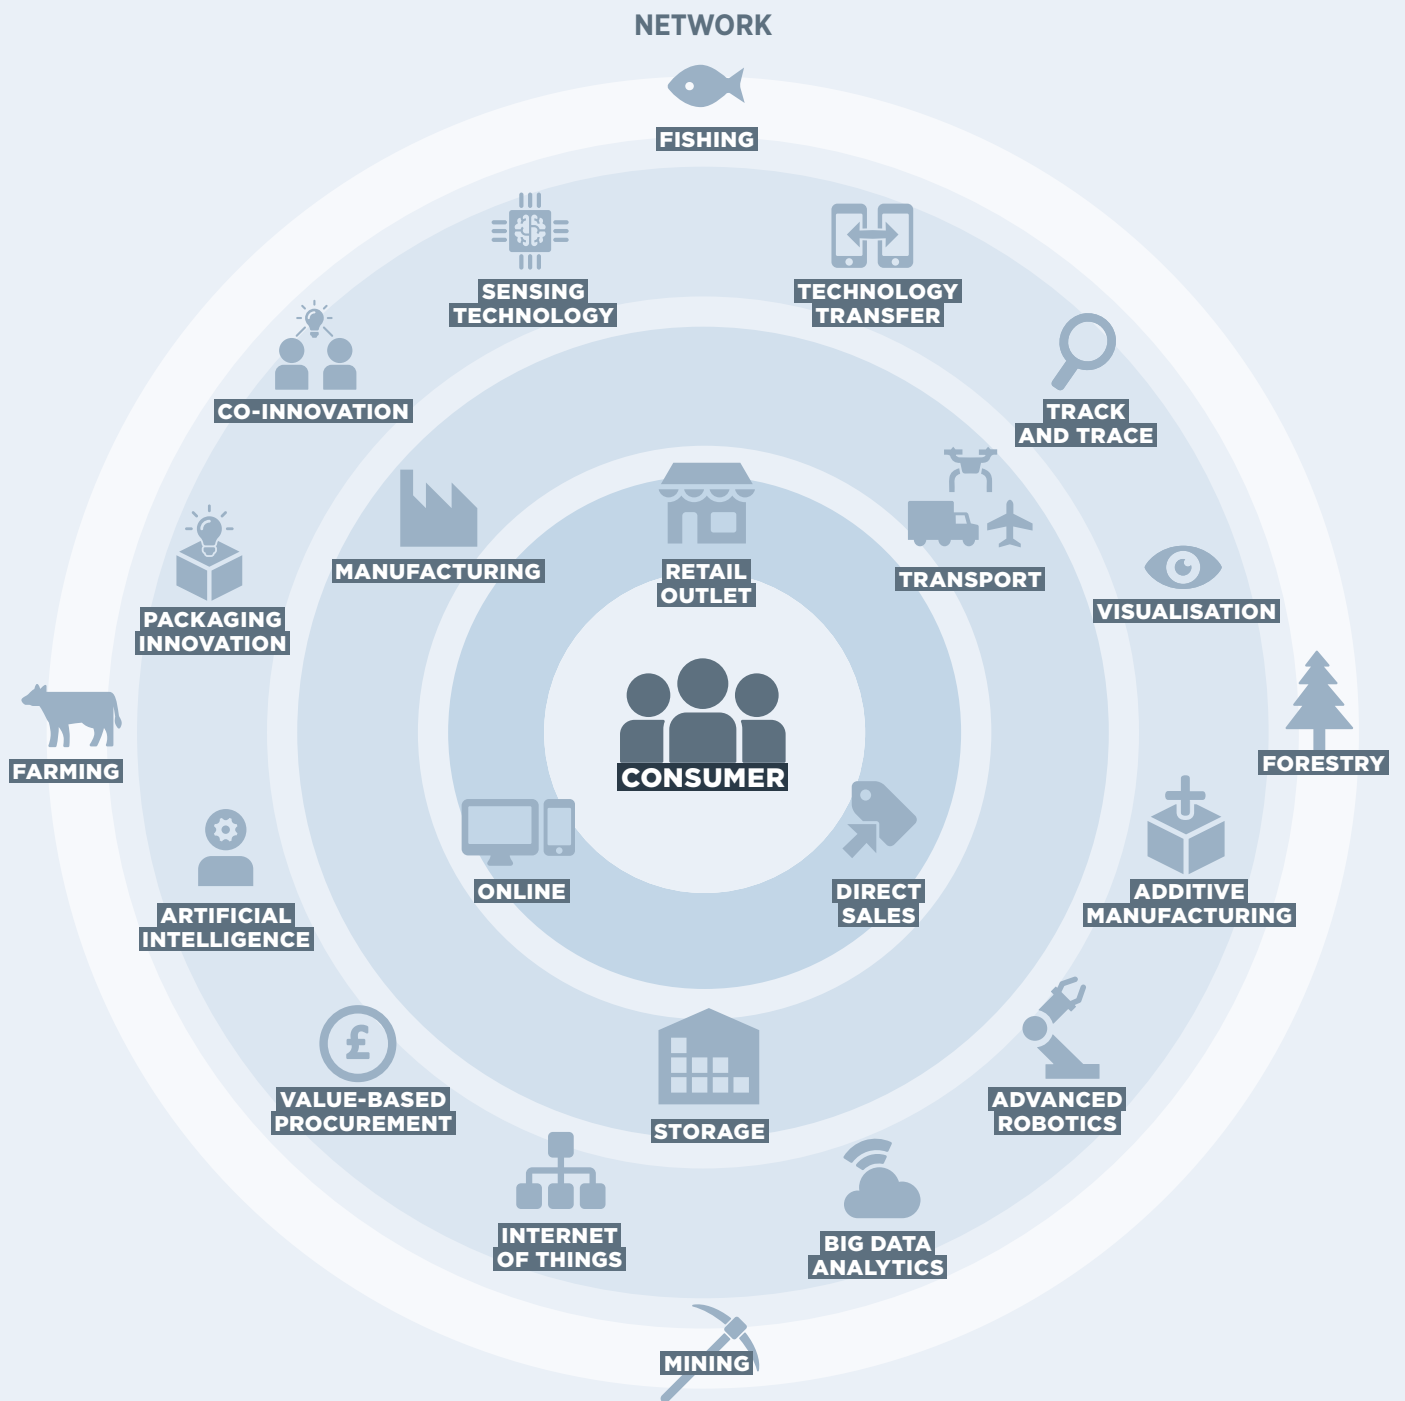 NETWORK
FISHING
SENSING
TECHNOLOGY
TECHNOLOGY
TRANSFER
CO-INNOVATION
TRACK
AND TRACE
MANUFACTURING
RETAIL
OUTLET
TRANSPORT
PACKAGING
INNOVATION
VISUALISATION
FARMING
CONSUMER
FORESTRY
ONLINE
DIRECT
SALES
ARTIFICIAL
INTELLIGENCE
ADDITIVE
MANUFACTURING
£
VALUE-BASED
PROCUREMENT
STORAGE
ADVANCED
ROBOTICS
INTERNET
OF THINGS
BIG DATA
ANALYTICS
MINING